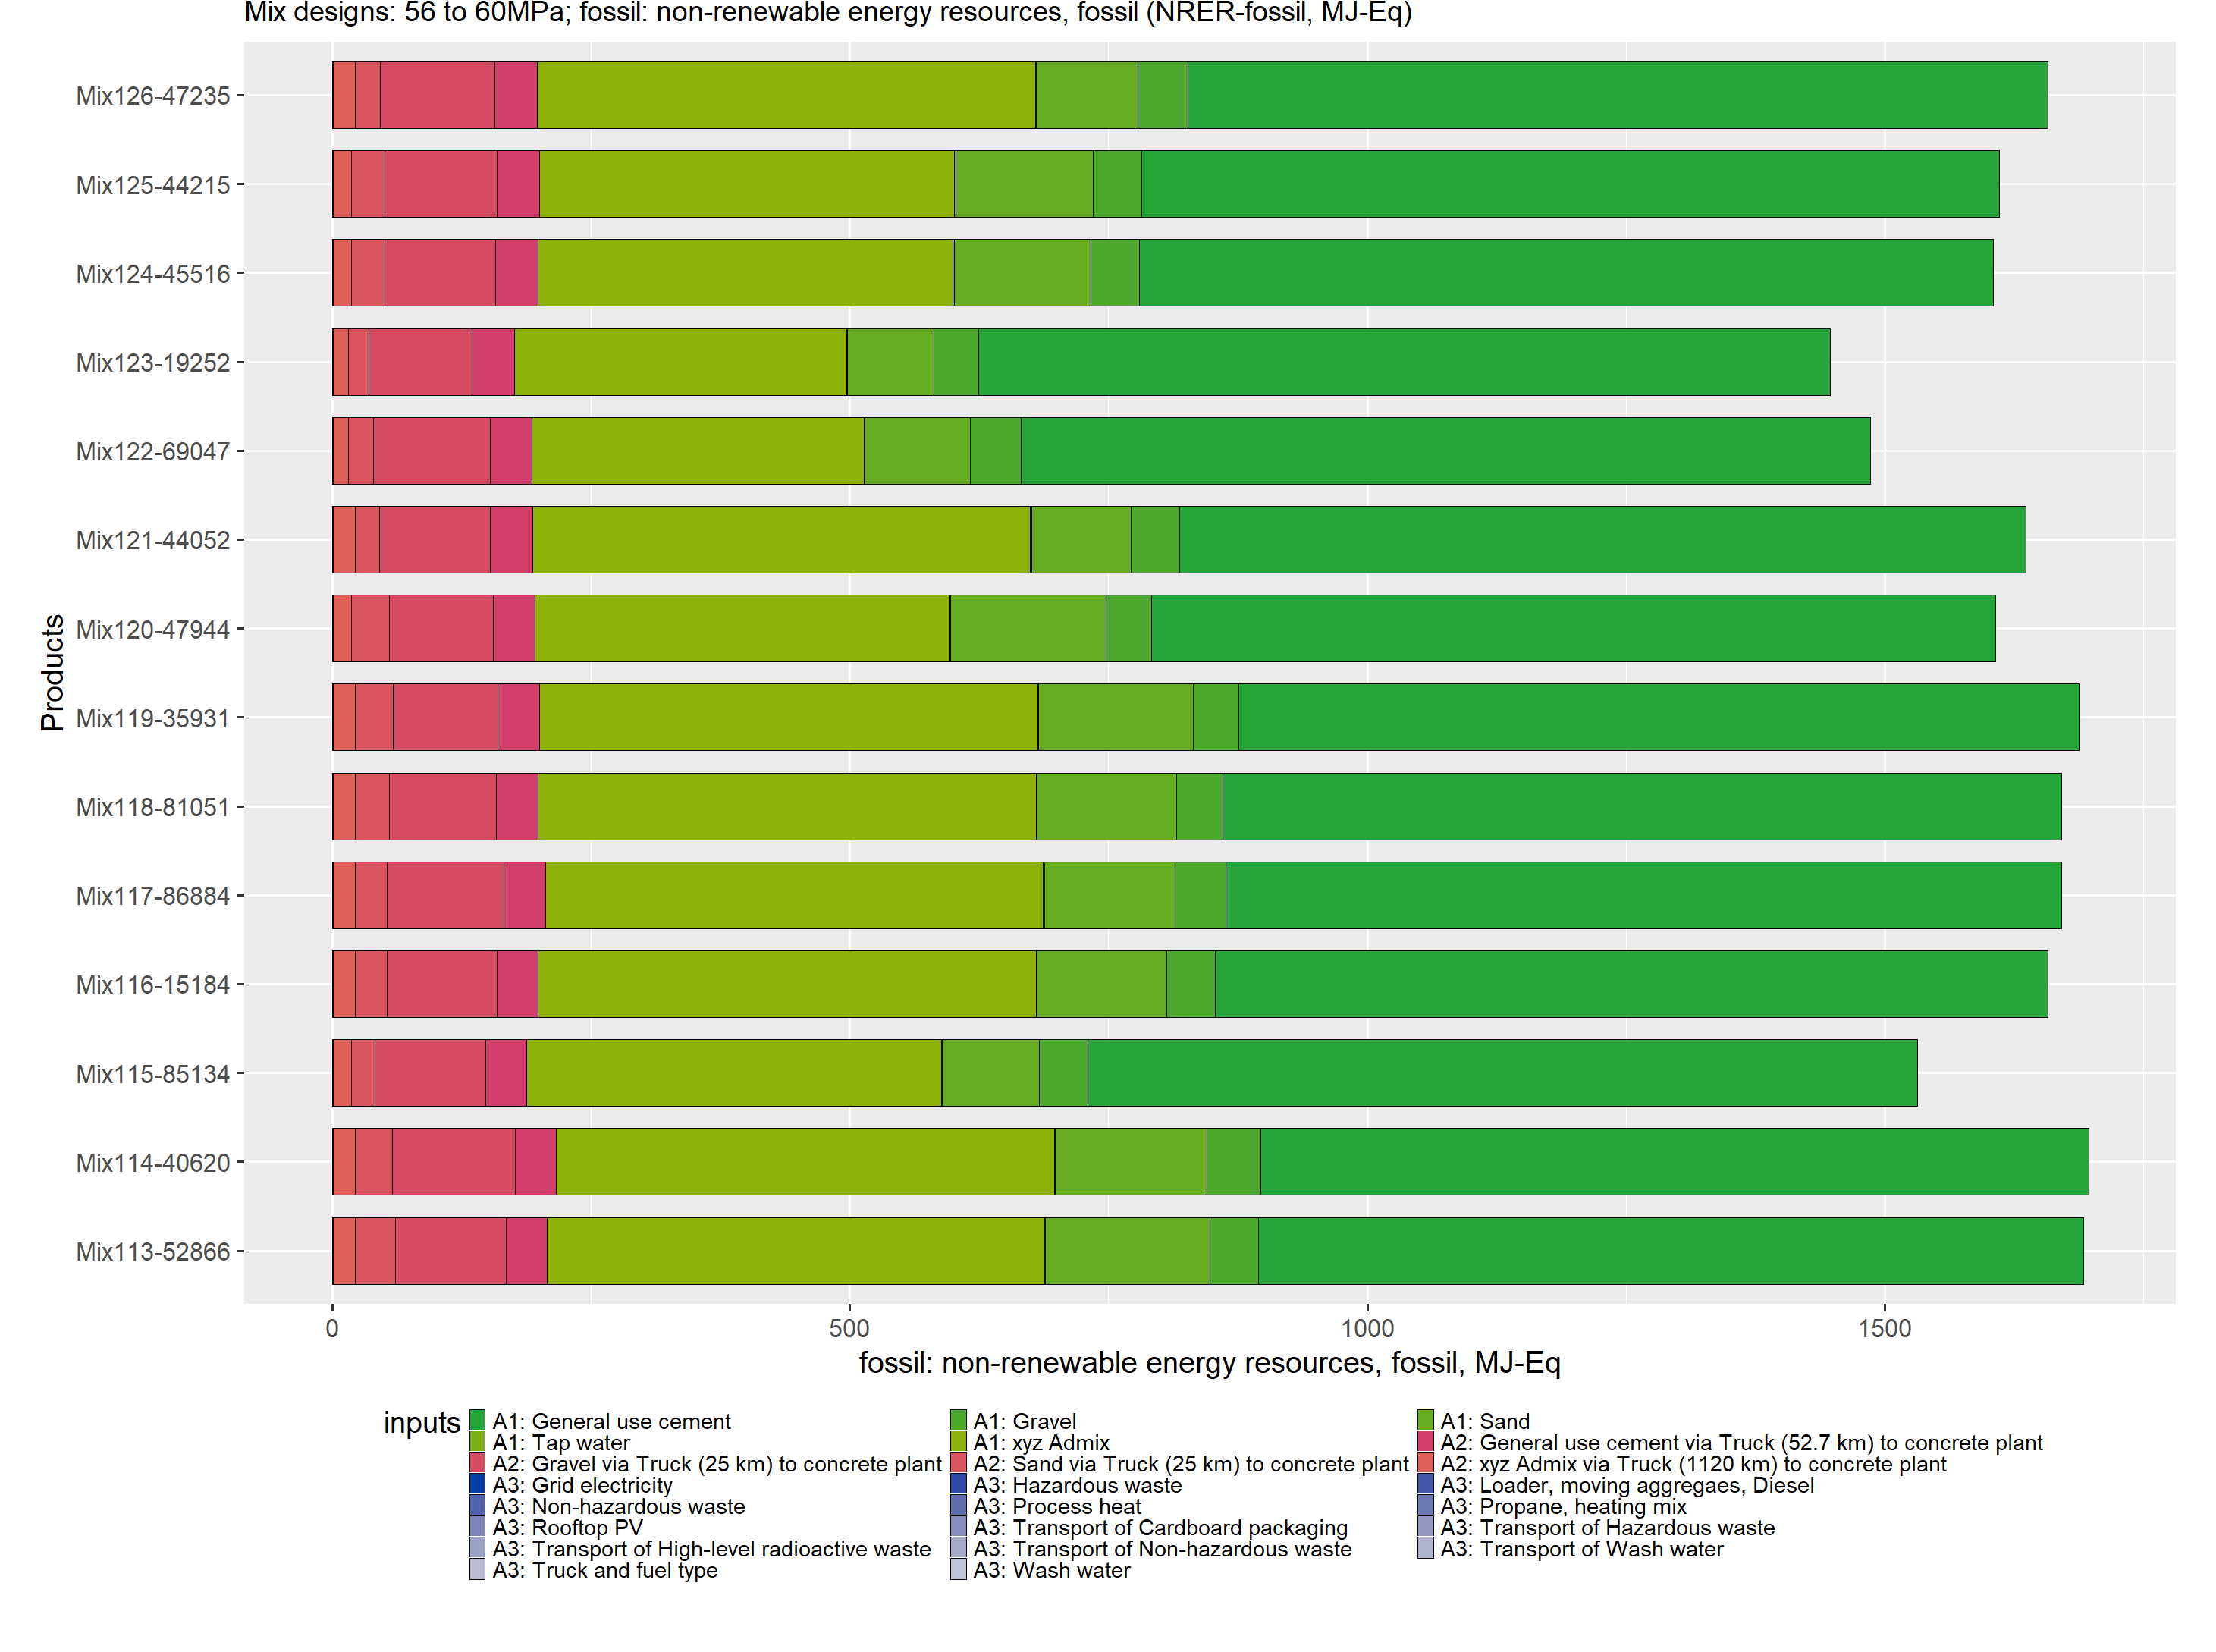 Mix designs: 56 to 60MPa; fossil: non-renewable energy resources, fossil (NRER-fossil, MJ-Eq)
Products
Mix126-47235
Mix125-44215
Mix124-45516
Mix123-19252
Mix122-69047
Mix121-44052
Mix120-47944
Mix119-35931
Mix118-81051
Mix117-86884
Mix116-15184
Mix115-85134
Mix114-40620
Mix113-52866
0 500 1000 1500
fossil: non-renewable energy resources, fossil, MJ-Eq
inputs
A1: General use cement A1: Gravel A1: Sand
A1: Tap water A1: xyz Admix A2: General use cement via Truck (52.7 km) to concrete plant
A2: Gravel via Truck (25 km) to concrete plant A2: Sand via Truck (25 km) to concrete plant A2: xyz Admix via Truck (1120 km) to concrete plant
A3: Grid electricity A3: Hazardous waste A3: Loader, moving aggregaes, Diesel
A3: Non-hazardous waste A3: Process heat A3: Propane, heating mix
A3: Rooftop PV A3: Transport of Cardboard packaging A3: Transport of Hazardous waste
A3: Transport of High-level radioactive waste A3: Transport of Non-hazardous waste A3: Transport of Wash water
A3: Truck and fuel type A3: Wash water